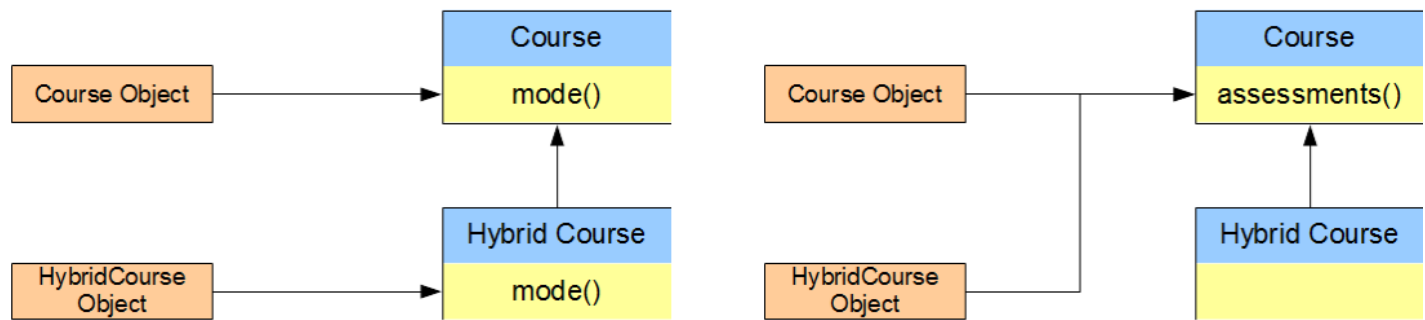 Course
Course Object
mode()
Hybrid Course
HybridCourse
Object
mode()
Course
Course Object
assessments()
Hybrid Course
HybridCourse
Object